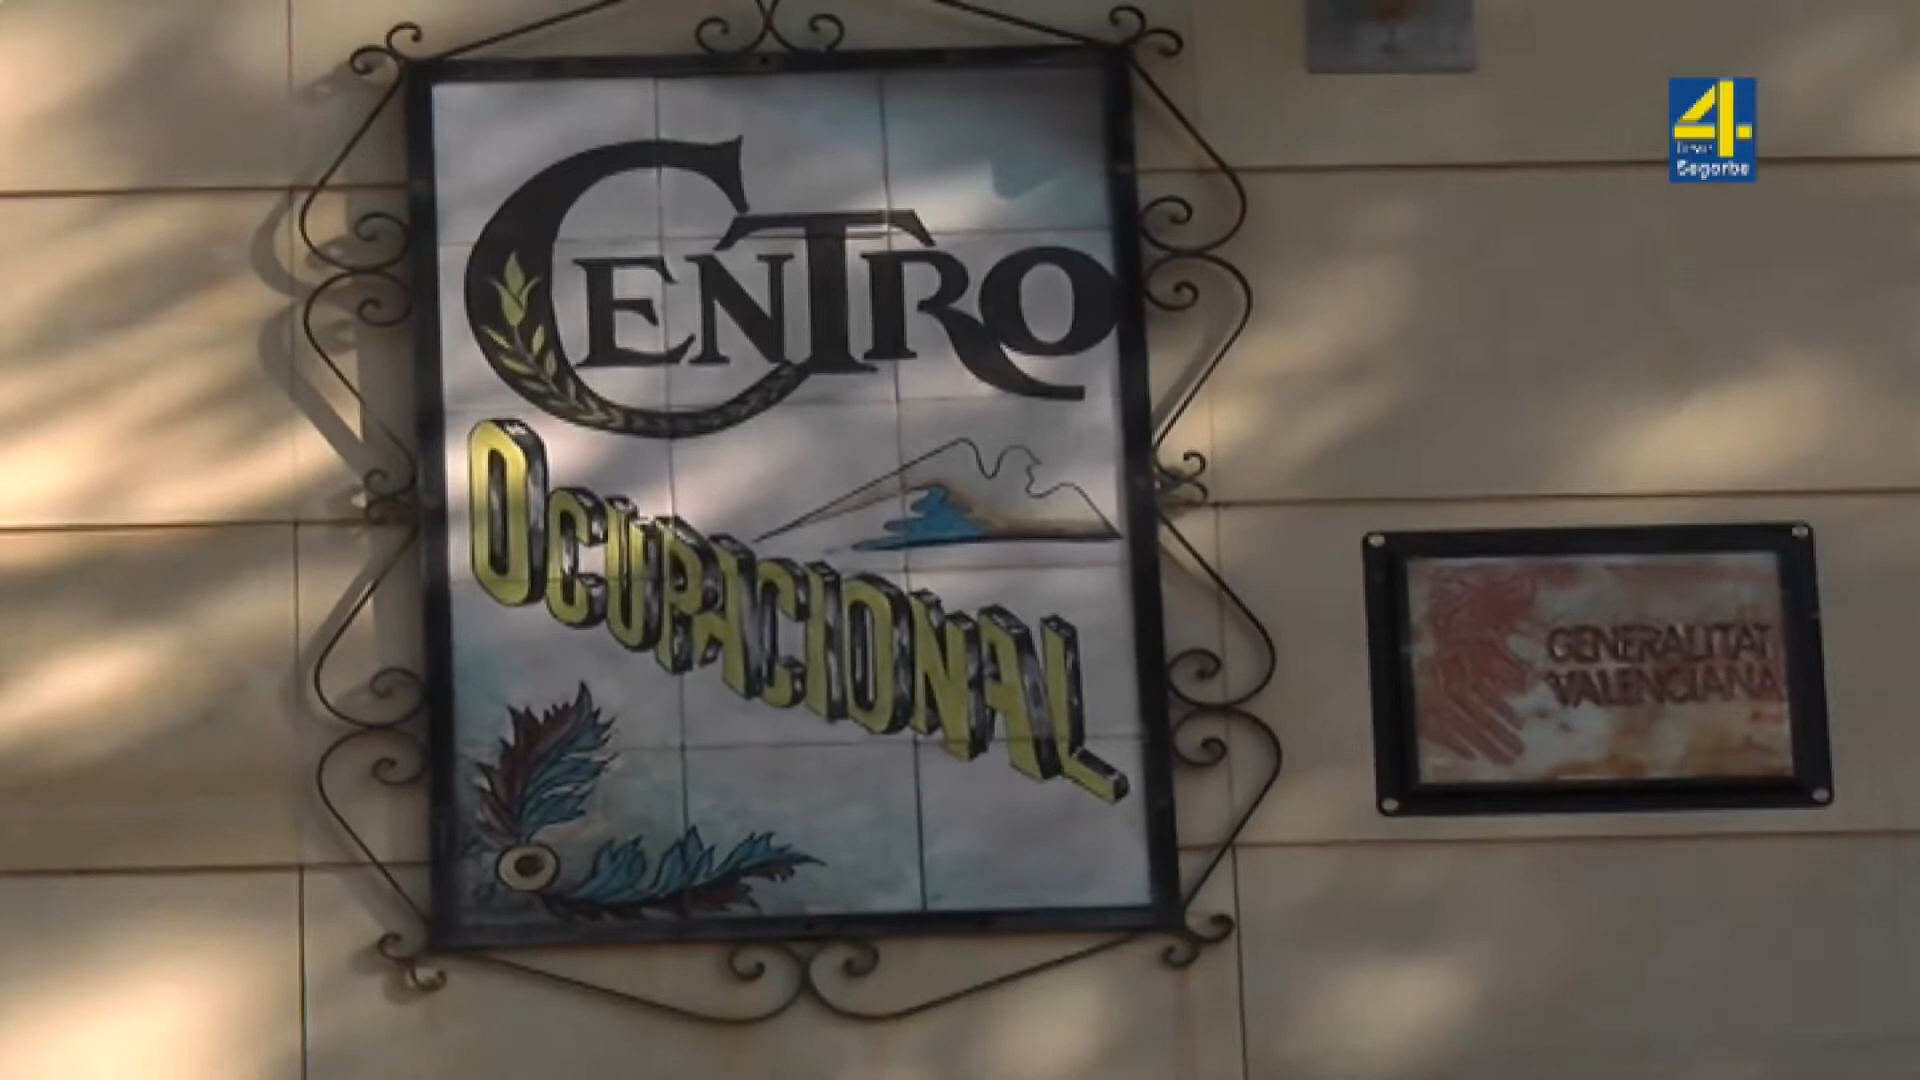 CENTRO
OCUPACIONAL
GENERALITAT
VALENCIANA
4
Segorbe